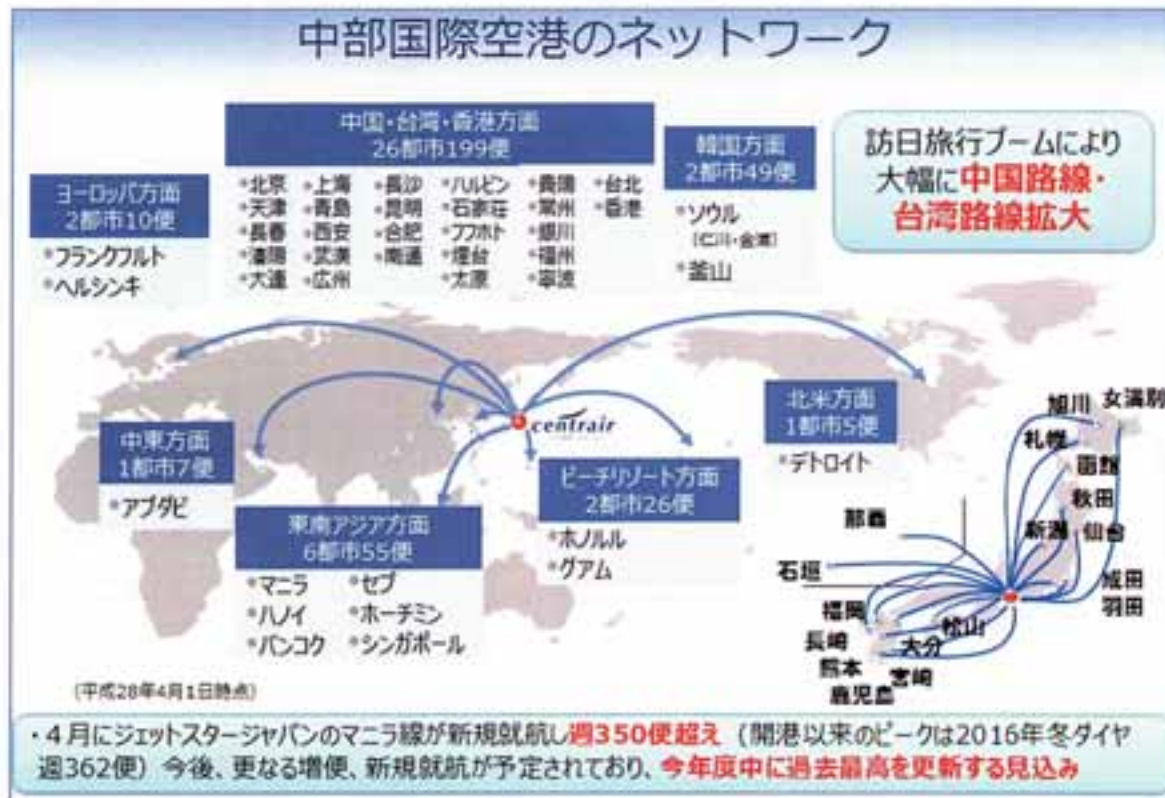 中部国際空港のネットワーク
中国・台湾・香港方面
26都市199便
*北京 *上海 *長沙 *ハルビン *貴陽 *台北
*天津 *青島 *昆明 *石家荘 *常州 *香港
*長春 *西安 *合肥 *フフホト *銀川
*瀋陽 *武漢 *南通 *煙台 *福州
*大連 *広州 *太原 *寧波
韓国方面
2都市49便
*ソウル
(仁川・金浦)
*釜山
訪日旅行ブームにより
大幅に中国路線・
台湾路線拡大
ヨーロッパ方面
2都市10便
*フランクフルト
*ヘルシンキ
centrair
中東方面
1都市7便
*アブダビ
東南アジア方面
6都市55便
*マニラ *セブ
*ハノイ *ホーチミン
*バンコク *シンガポール
ビーチリゾート方面
2都市26便
*ホノルル
*グアム
北米方面
1都市5便
*デトロイト
旭川 女満別
札幌
函館
秋田
那覇
新潟 仙台
石垣
成田
羽田
福岡
松山
長崎
大分
熊本
宮崎
鹿児島
(平成28年4月1日時点)
・4月にジェットスタージャパンのマニラ線が新規就航し週350便超え(開港以来のピークは2016年冬ダイヤ
週362便)今後、更なる増便、新規就航が予定されており、今年度中に過去最高を更新する見込み